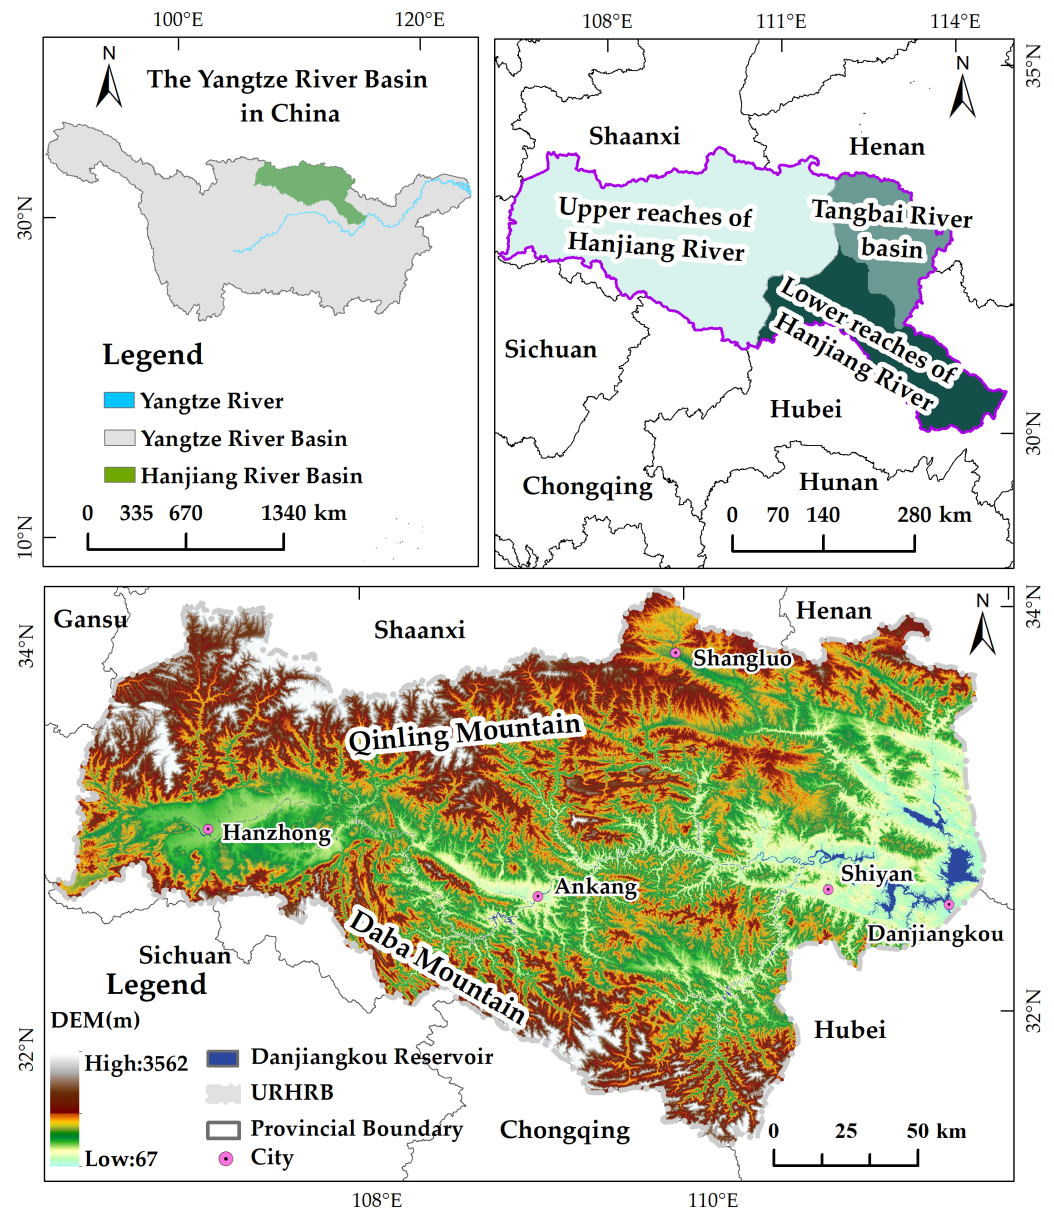 100°E
120°E
N
The Yangtze River Basin
in China
30°N
10°N
Legend
Yangtze River
Yangtze River Basin
Hanjiang River Basin
0 335 670 1340 km
108°E
111°E
114°E
N
35°N
30°N
Shaanxi
Henan
Upper reaches of
Hanjiang River
Tangbai River
basin
Lower reaches of
Hanjiang River
Sichuan
Hubei
Chongqing
Hunan
0 70 140 280 km
34°N
34°N
N
Gansu
Shaanxi
Henan
Shangluo
Qinling Mountain
Hanzhong
Ankang
Shiyan
Danjiangkou
Daba Mountain
Sichuan
Hubei
Chongqing
32°N
32°N
Legend
DEM(m)
High:3562
Low:67
Danjiangkou Reservoir
URHRB
Provincial Boundary
City
0 25 50 km
108°E
110°E